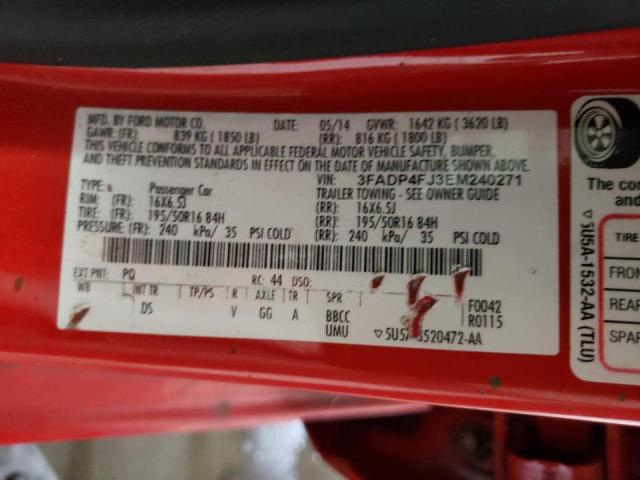 MFD. BY FORD MOTOR CO. DATE: 05/14 GVWR: 1642 KG ( 3620 LB)
GAWR: (FR): 839 KG ( 1850 LB) (RR): 816 KG ( 1800 LB)
THIS VEHICLE CONFORMS TO ALL APPLICABLE FEDERAL MOTOR VEHICLE SAFETY, BUMPER,
AND THEFT PREVENTION STANDARDS IN EFFECT ON THE DATE OF MANUFACTURE SHOWN ABOVE.
VIN: 3FADP4FJ3EM240271
TYPE: Passenger Car TRAILER TOWING - SEE OWNER GUIDE
RIM: (FR): 16X6.5J (RR): 16X6.5J
TIRE: (FR): 195/50R16 84H (RR): 195/50R16 84H
PRESSURE: (FR): 240 kPa/ 35 PSI COLD (RR): 240 kPa/ 35 PSI COLD
EXT PNT: PQ RC: 44 DSO:
WB INT TR TP/PS R AXLE TR SPR
DS V GG A BBCC F0042
UMU R0115
5U5A- 520472-AA
The co
TIRE
FRON
REAR
SPAR
5U5A-1532-AA (TLU)